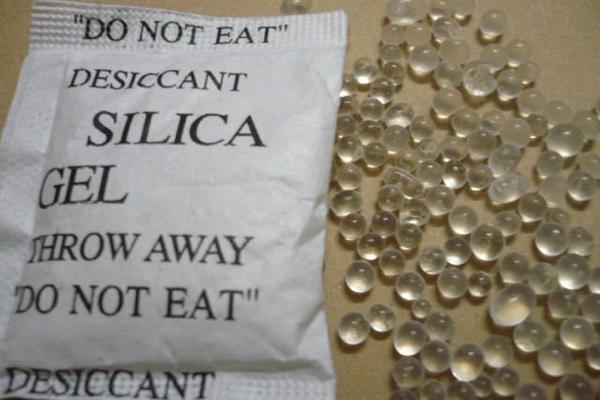 "DO NOT EAT"
DESICCANT
SILICA
GEL
THROW AWAY
"DO NOT EAT"
DESICCANT